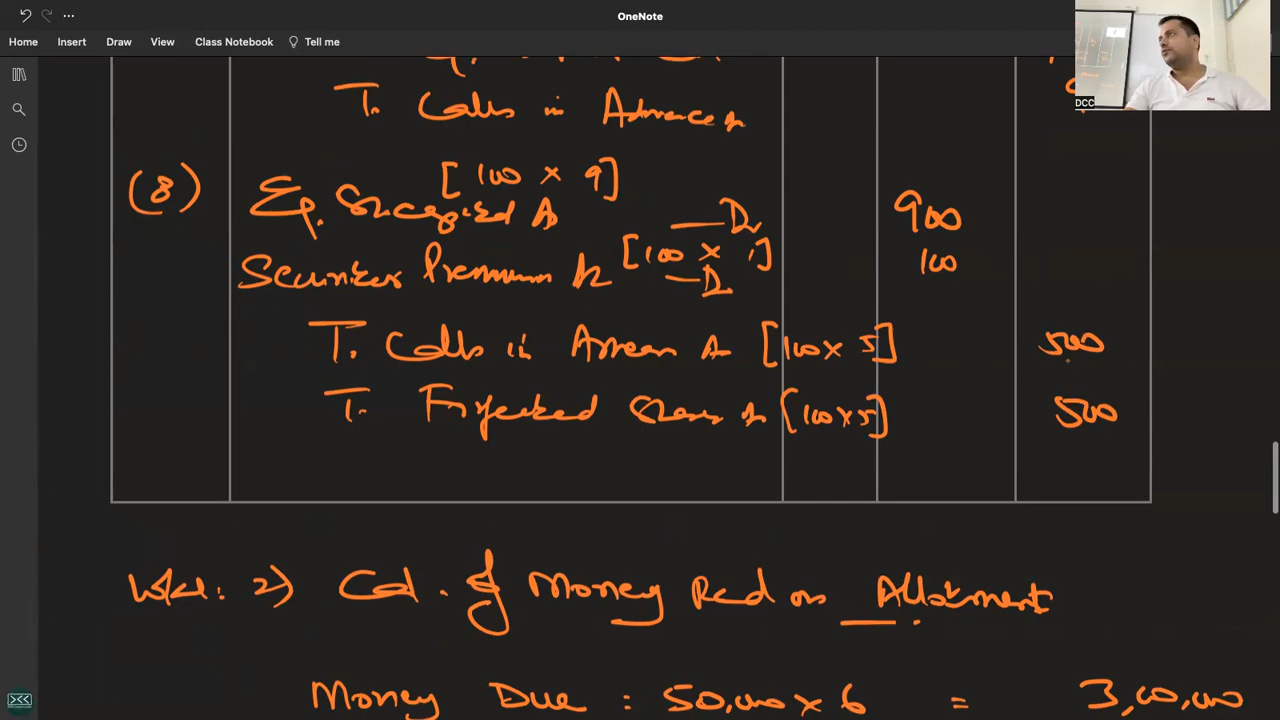 OneNote
Home Insert Draw View Class Notebook Tell me
DCC
To Calls in Advance A
(8) [100 × 9]
Eq. Share Capital A — Dr 900
Securities Premium A [100 × 1] — Dr 100
To Calls in Arrear A [100 × 5] 500
To Forfeited Share A [100 × 5] 500
2) Cal. of Money Recd on Allotment
Money Due : 50,000 × 6 = 3,00,000